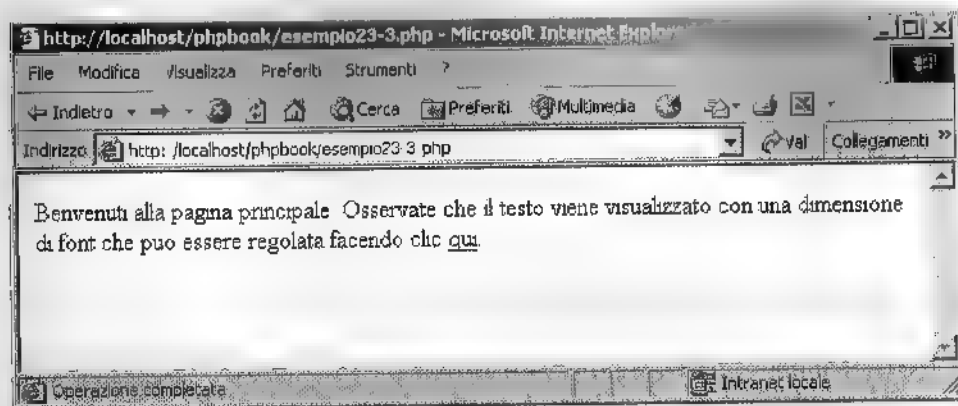 http://localhost/phpbook/esempio23-3.php - Microsoft Internet Explorer
File Modifica Visualizza Preferiti Strumenti ?
Indietro Cerca Preferiti Multimedia
Indirizzo http://localhost/phpbook/esempio23-3.php Vai Collegamenti »
Benvenuti alla pagina principale. Osservate che il testo viene visualizzato con una dimensione
di font che può essere regolata facendo clic qui.
Operazione completata Intranet locale